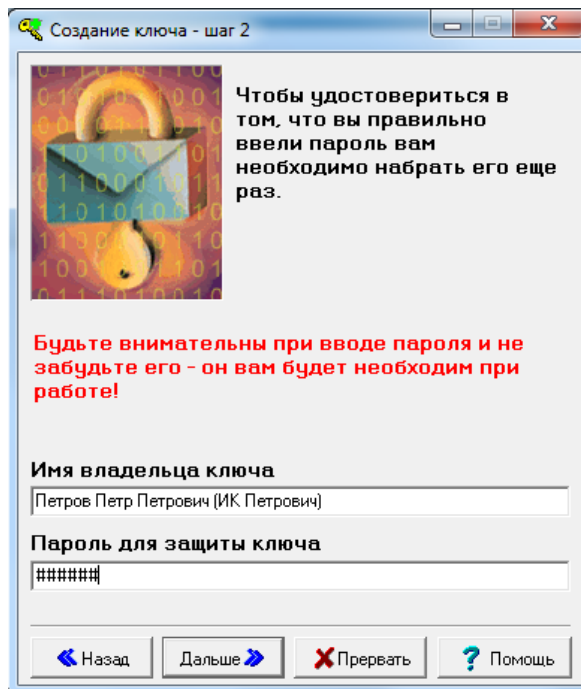 Создание ключа - шаг 2
Чтобы удостовериться в
том, что вы правильно
ввели пароль вам
необходимо набрать его еще
раз.
Будьте внимательны при вводе пароля и не
забудьте его - он вам будет необходим при
работе!
Имя владельца ключа
Петров Петр Петрович (ИК Петрович)
Пароль для защиты ключа
######
Назад Дальше Прервать Помощь